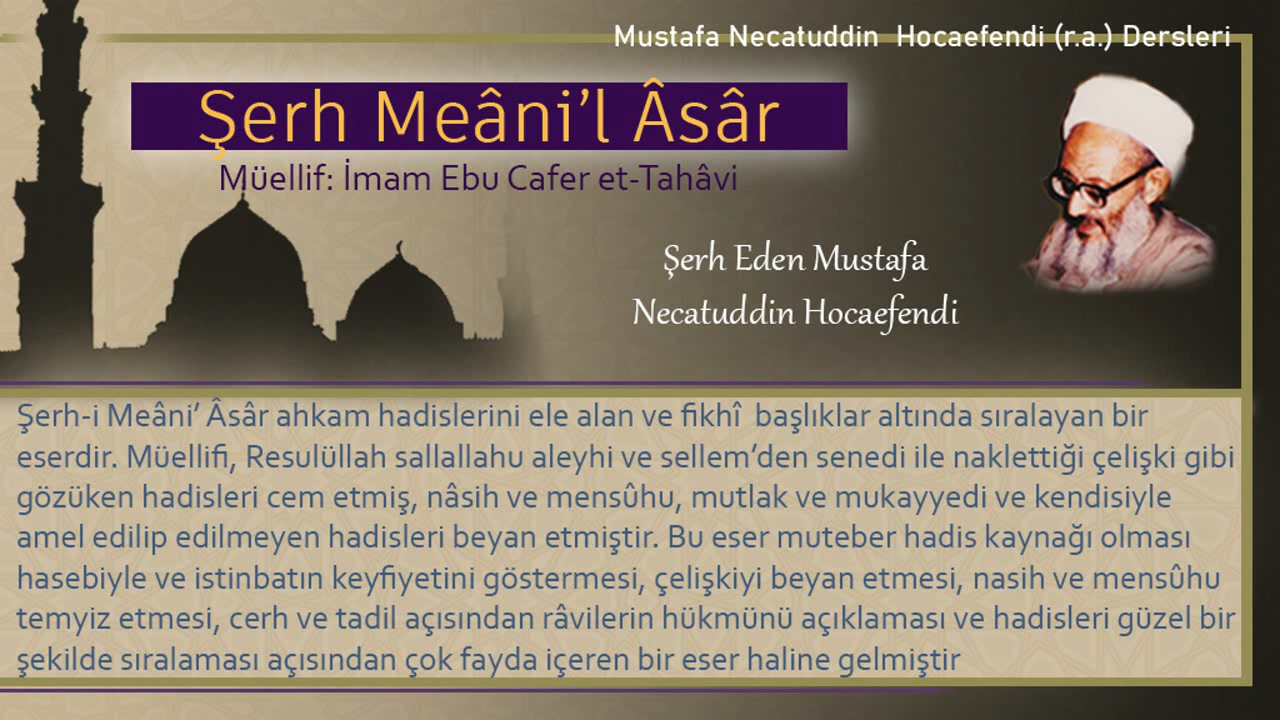 Mustafa Necatuddin Hocaefendi (r.a.) Dersleri
Şerh Meâni’l Âsâr
Müellif: İmam Ebu Cafer et-Tahâvi
Şerh Eden Mustafa
Necatuddin Hocaefendi
Şerh-i Meâni’ Âsâr ahkam hadislerini ele alan ve fikhî başlıklar altında sıralayan bir
eserdir. Müellifi, Resulüllah sallallahu aleyhi ve sellem’den senedi ile naklettiği çelişki gibi
gözüken hadisleri cem etmiş, nâsih ve mensûhu, mutlak ve mukayyedi ve kendisiyle
amel edilip edilmeyen hadisleri beyan etmiştir. Bu eser muteber hadis kaynağı olması
hasebiyle ve istinbatın keyfiyetini göstermesi, çelişkiyi beyan etmesi, nasih ve mensûhu
temyiz etmesi, cerh ve tadil açısından râvilerin hükmünü açıklaması ve hadisleri güzel bir
şekilde sıralaması açısından çok fayda içeren bir eser haline gelmiştir